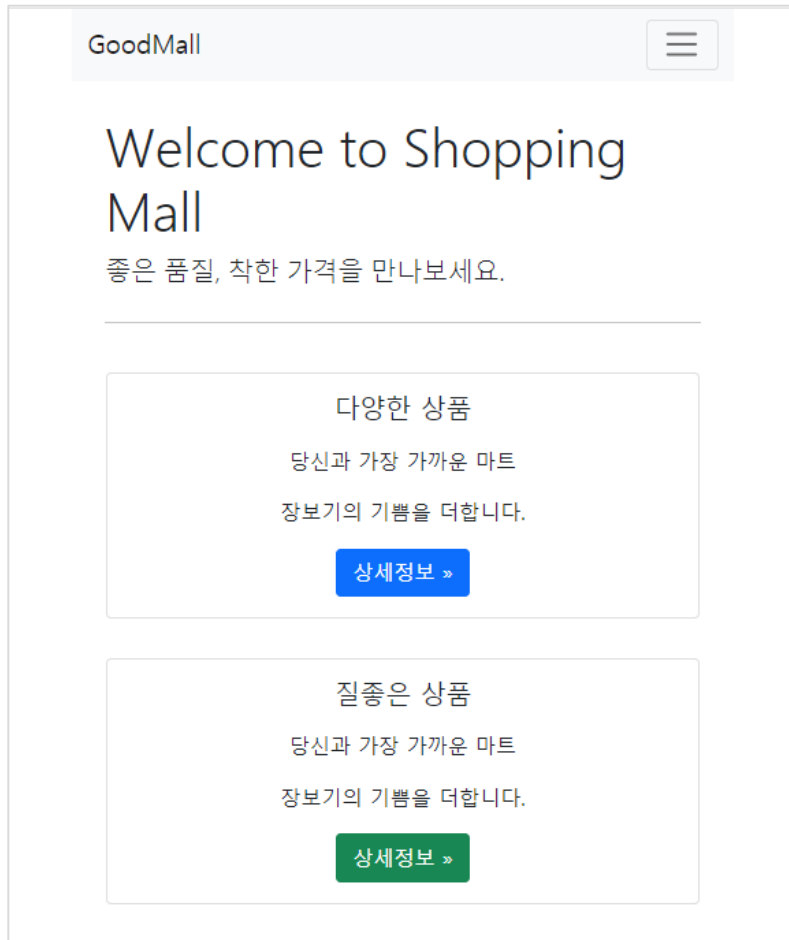 GoodMall
Welcome to Shopping
Mall
좋은 품질, 착한 가격을 만나보세요.
다양한 상품
당신과 가장 가까운 마트
장보기의 기쁨을 더합니다.
상세정보 »
질좋은 상품
당신과 가장 가까운 마트
장보기의 기쁨을 더합니다.
상세정보 »